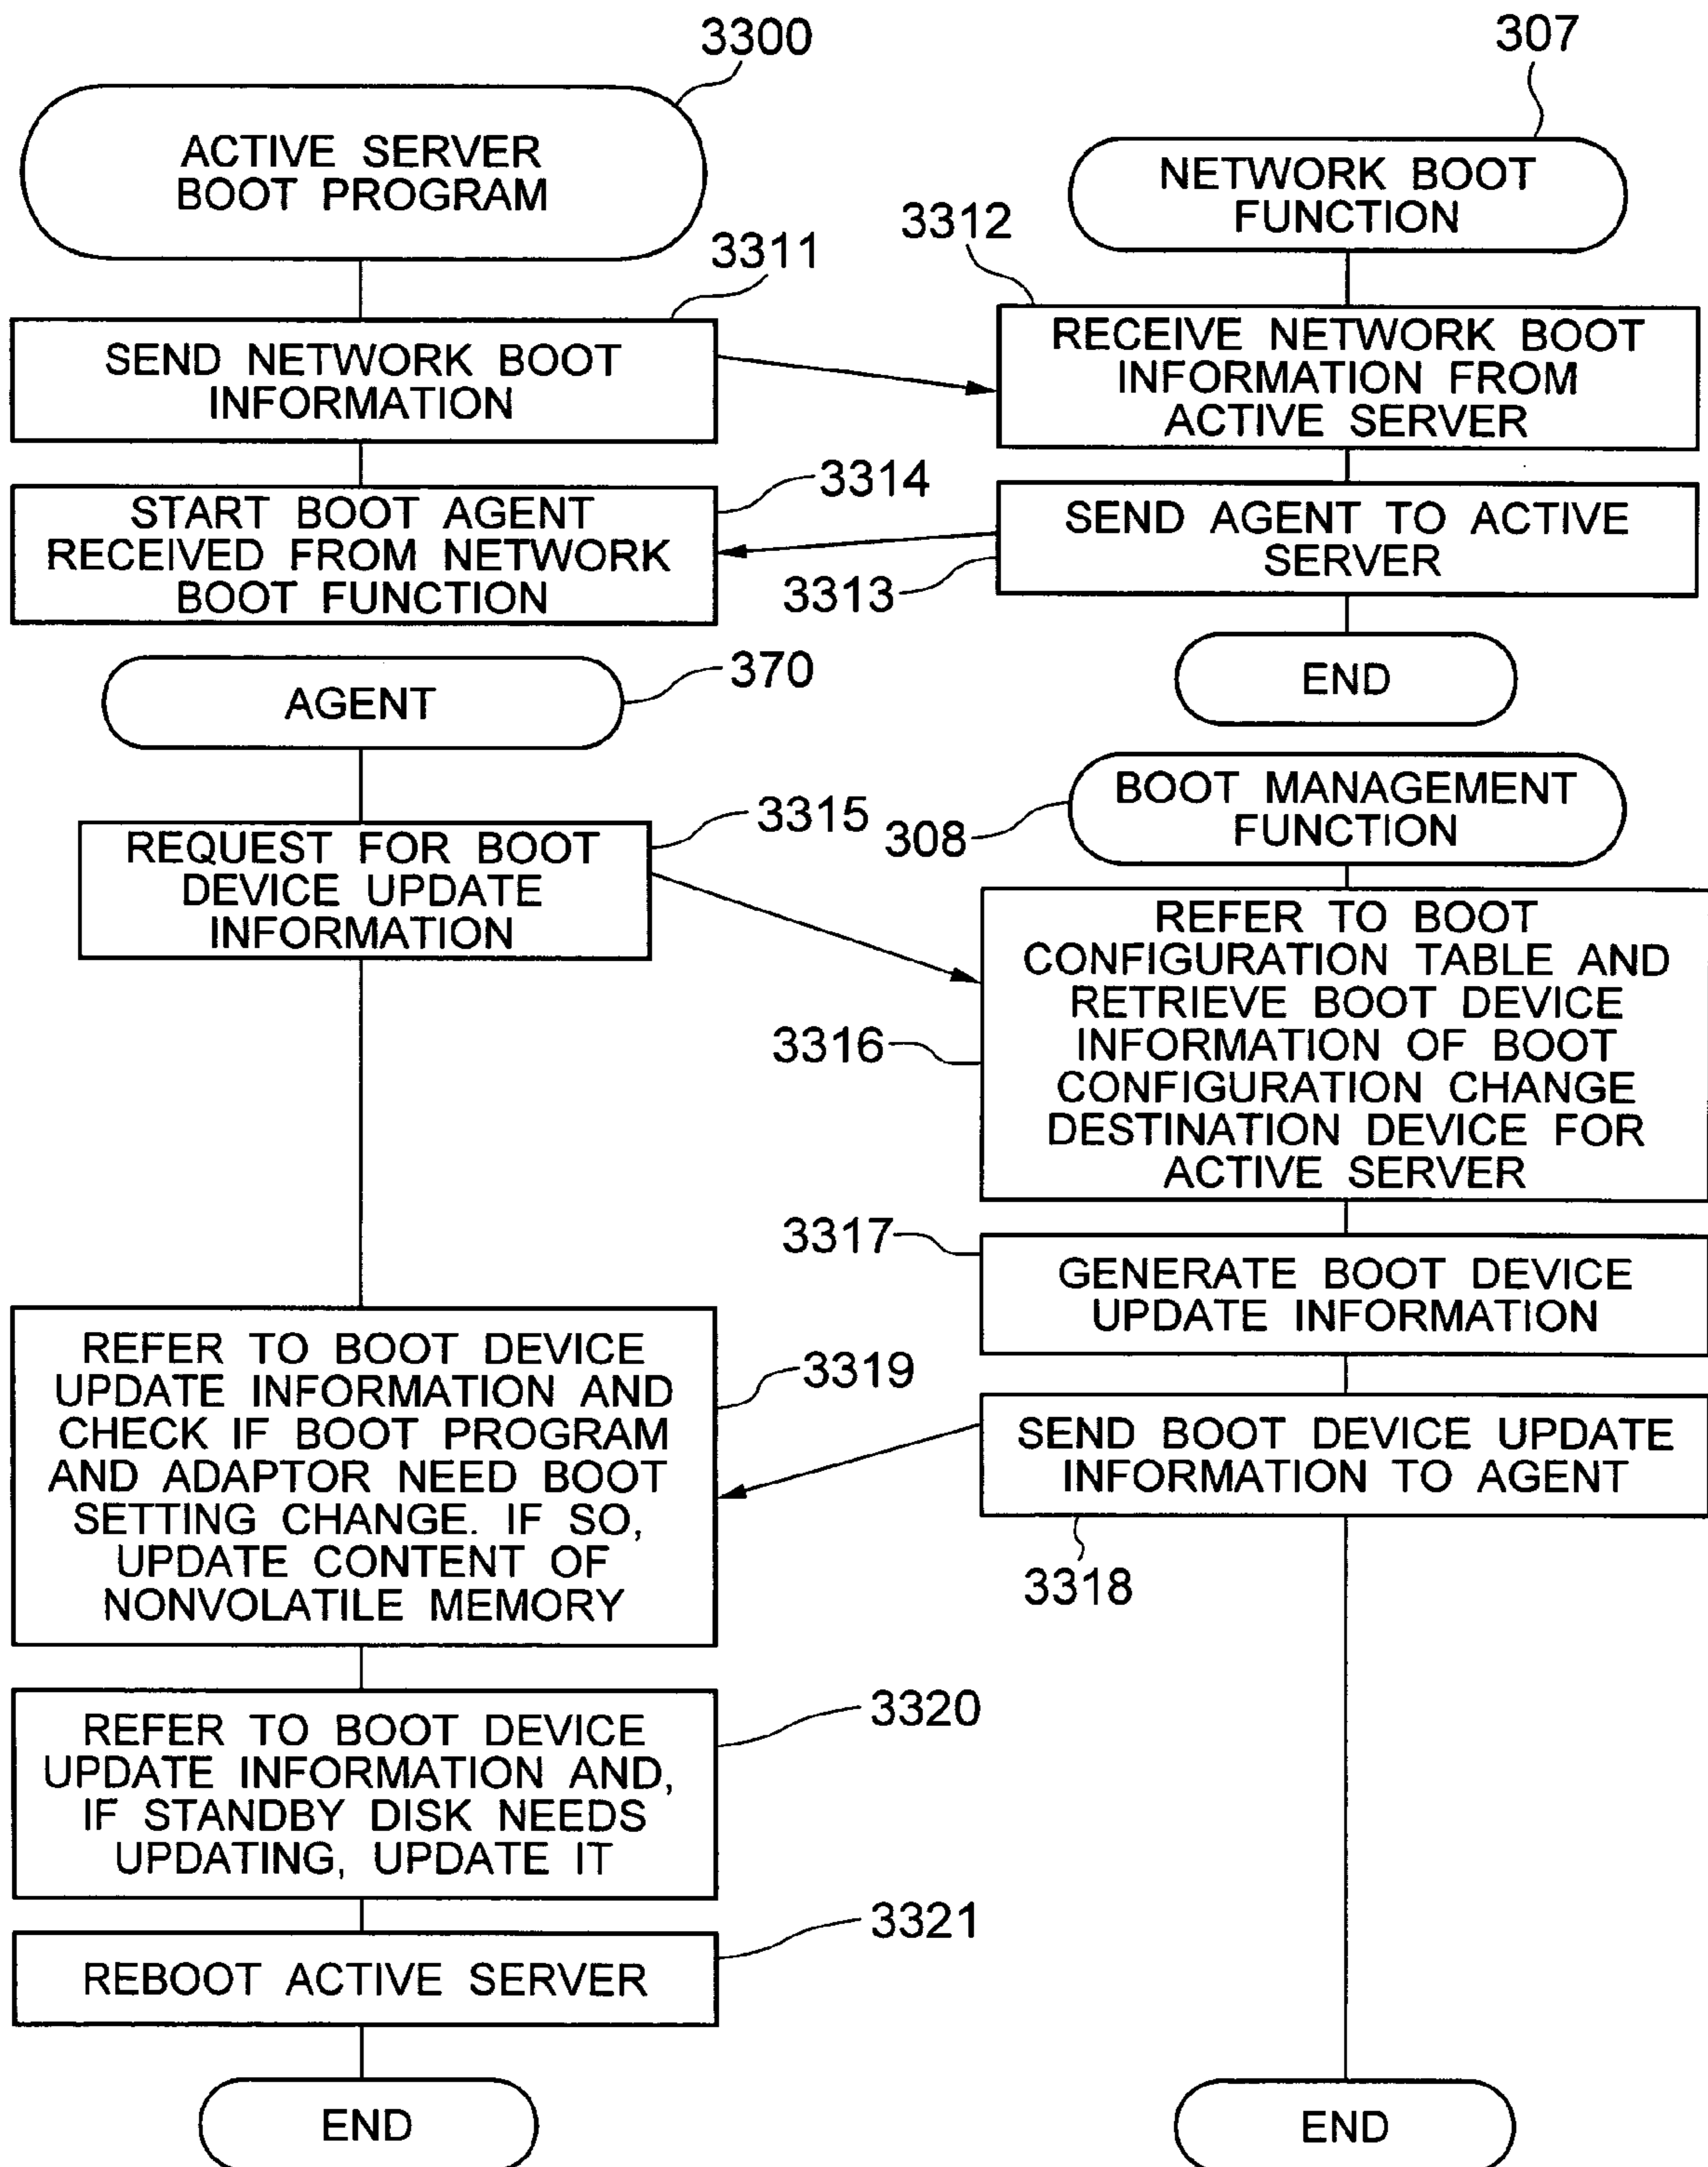 3300
ACTIVE SERVER
BOOT PROGRAM
307
NETWORK BOOT
FUNCTION
3311
SEND NETWORK BOOT
INFORMATION
3312
RECEIVE NETWORK BOOT
INFORMATION FROM
ACTIVE SERVER
3314
START BOOT AGENT
RECEIVED FROM NETWORK
BOOT FUNCTION
SEND AGENT TO ACTIVE
SERVER
3313
END
AGENT
370
BOOT MANAGEMENT
FUNCTION
308
3315
REQUEST FOR BOOT
DEVICE UPDATE
INFORMATION
REFER TO BOOT
CONFIGURATION TABLE AND
RETRIEVE BOOT DEVICE
INFORMATION OF BOOT
CONFIGURATION CHANGE
DESTINATION DEVICE FOR
ACTIVE SERVER
3316
3317
GENERATE BOOT DEVICE
UPDATE INFORMATION
REFER TO BOOT DEVICE
UPDATE INFORMATION AND
CHECK IF BOOT PROGRAM
AND ADAPTOR NEED BOOT
SETTING CHANGE. IF SO,
UPDATE CONTENT OF
NONVOLATILE MEMORY
3319
SEND BOOT DEVICE UPDATE
INFORMATION TO AGENT
3318
REFER TO BOOT DEVICE
UPDATE INFORMATION AND,
IF STANDBY DISK NEEDS
UPDATING, UPDATE IT
3320
3321
REBOOT ACTIVE SERVER
END
END